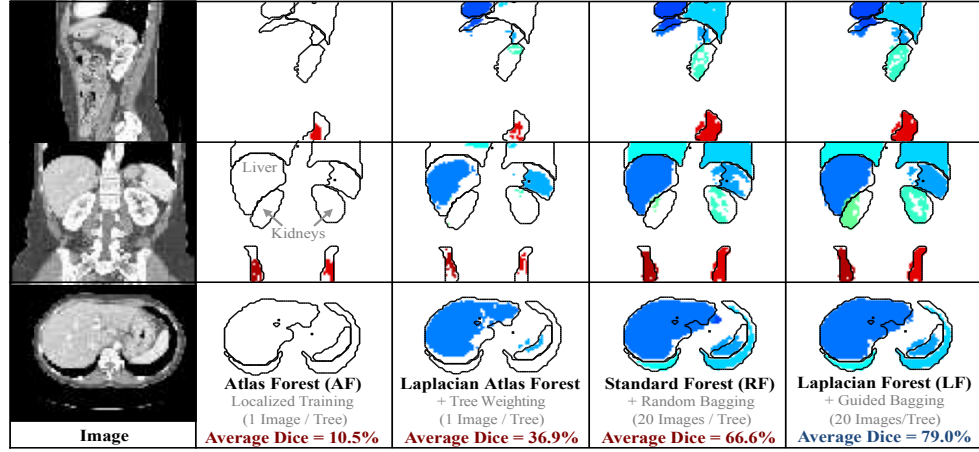 Liver
Kidneys
Image
Atlas Forest (AF)
Localized Training
(1 Image / Tree)
Average Dice = 10.5%
Laplacian Atlas Forest
+ Tree Weighting
(1 Image / Tree)
Average Dice = 36.9%
Standard Forest (RF)
+ Random Bagging
(20 Images / Tree)
Average Dice = 66.6%
Laplacian Forest (LF)
+ Guided Bagging
(20 Images/Tree)
Average Dice = 79.0%